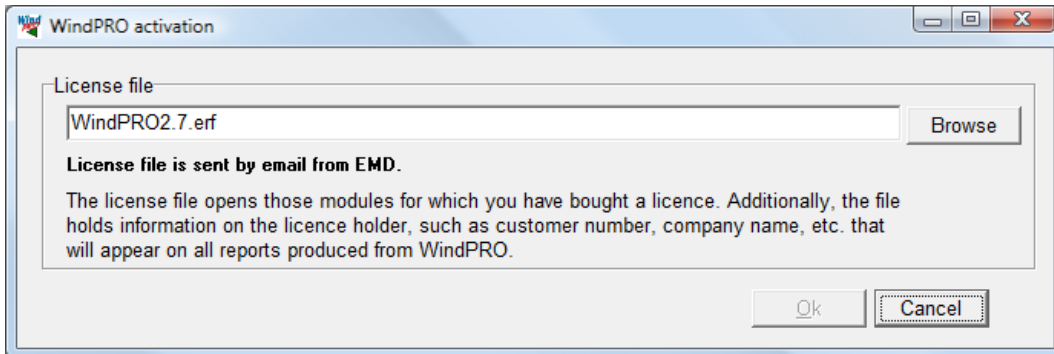 WindPRO activation
License file
WindPRO2.7.erf
Browse
License file is sent by email from EMD.
The license file opens those modules for which you have bought a licence. Additionally, the file
holds information on the licence holder, such as customer number, company name, etc. that
will appear on all reports produced from WindPRO.
Ok
Cancel